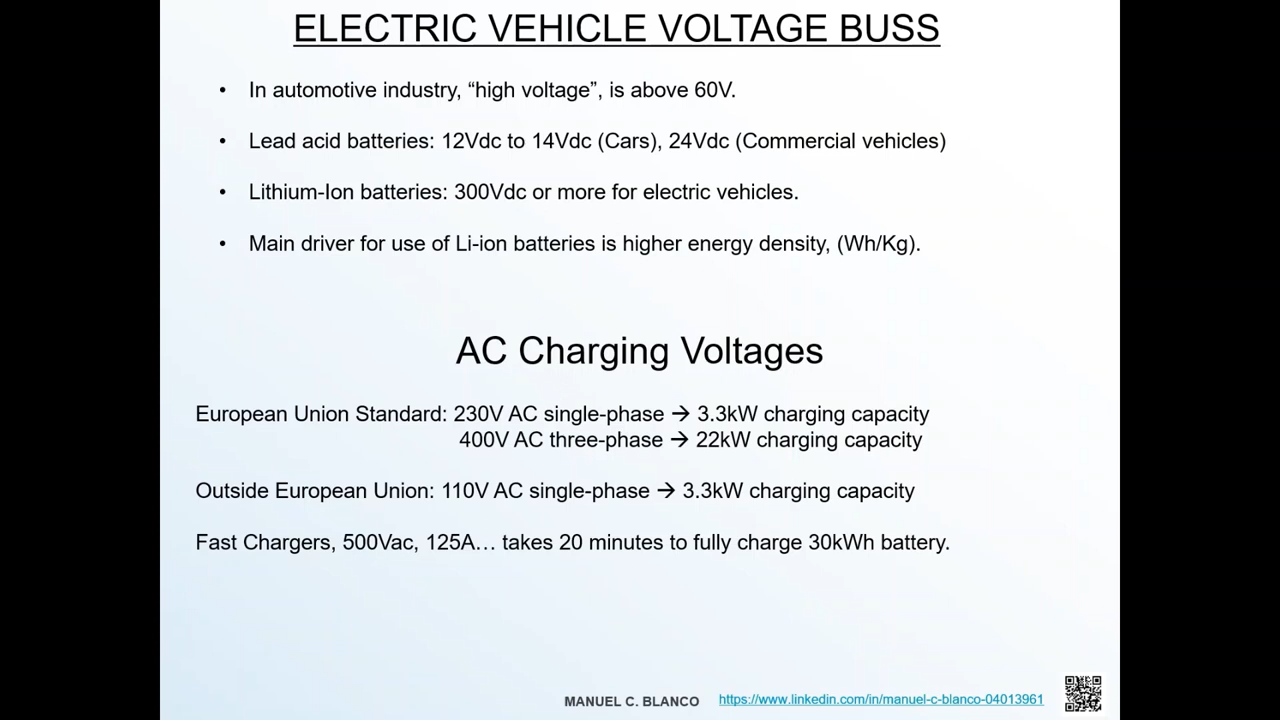 ELECTRIC VEHICLE VOLTAGE BUSS
• In automotive industry, “high voltage”, is above 60V.
• Lead acid batteries: 12Vdc to 14Vdc (Cars), 24Vdc (Commercial vehicles)
• Lithium-Ion batteries: 300Vdc or more for electric vehicles.
• Main driver for use of Li-ion batteries is higher energy density, (Wh/Kg).
AC Charging Voltages
European Union Standard: 230V AC single-phase → 3.3kW charging capacity
400V AC three-phase → 22kW charging capacity
Outside European Union: 110V AC single-phase → 3.3kW charging capacity
Fast Chargers, 500Vac, 125A… takes 20 minutes to fully charge 30kWh battery.
MANUEL C. BLANCO https://www.linkedin.com/in/manuel-c-blanco-04013961